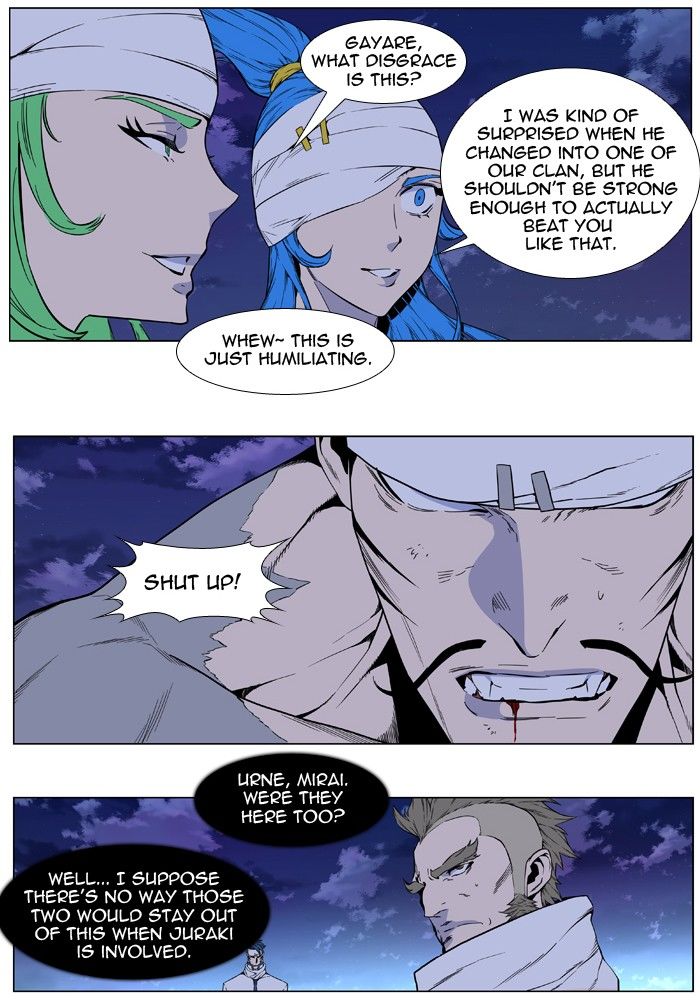 GAYARE,
WHAT DISGRACE
IS THIS?
I WAS KIND OF
SURPRISED WHEN HE
CHANGED INTO ONE OF
OUR CLAN, BUT HE
SHOULDN'T BE STRONG
ENOUGH TO ACTUALLY
BEAT YOU
LIKE THAT.
WHEW~ THIS IS
JUST HUMILIATING.
SHUT UP!
URNE, MIRAI.
WERE THEY
HERE TOO?
WELL... I SUPPOSE
THERE'S NO WAY THOSE
TWO WOULD STAY OUT
OF THIS WHEN JURAKI
IS INVOLVED.